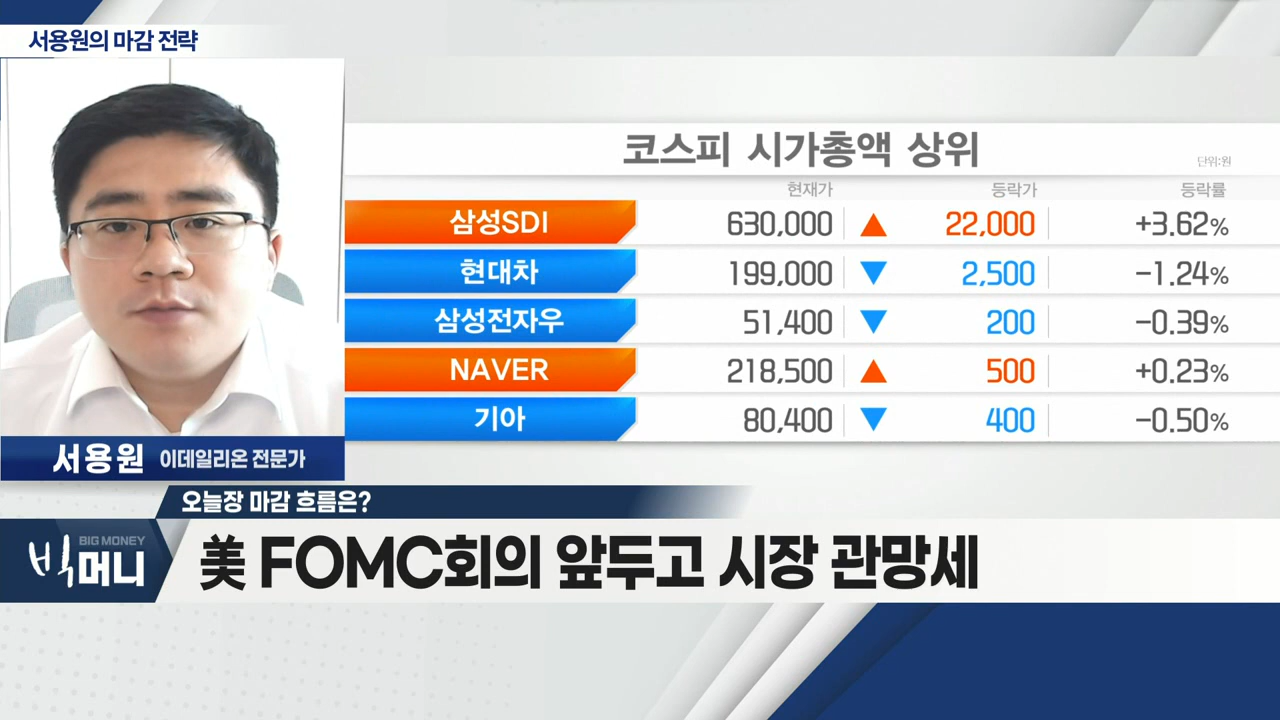 서용원의 마감 전략
코스피 시가총액 상위
단위:원
현재가 등락가 등락률
삼성SDI 630,000 ▲ 22,000 +3.62%
현대차 199,000 ▼ 2,500 -1.24%
삼성전자우 51,400 ▼ 200 -0.39%
NAVER 218,500 ▲ 500 +0.23%
기아 80,400 ▼ 400 -0.50%
서용원 이데일리온 전문가
오늘장 마감 흐름은?
BIG MONEY
빅머니
美 FOMC회의 앞두고 시장 관망세